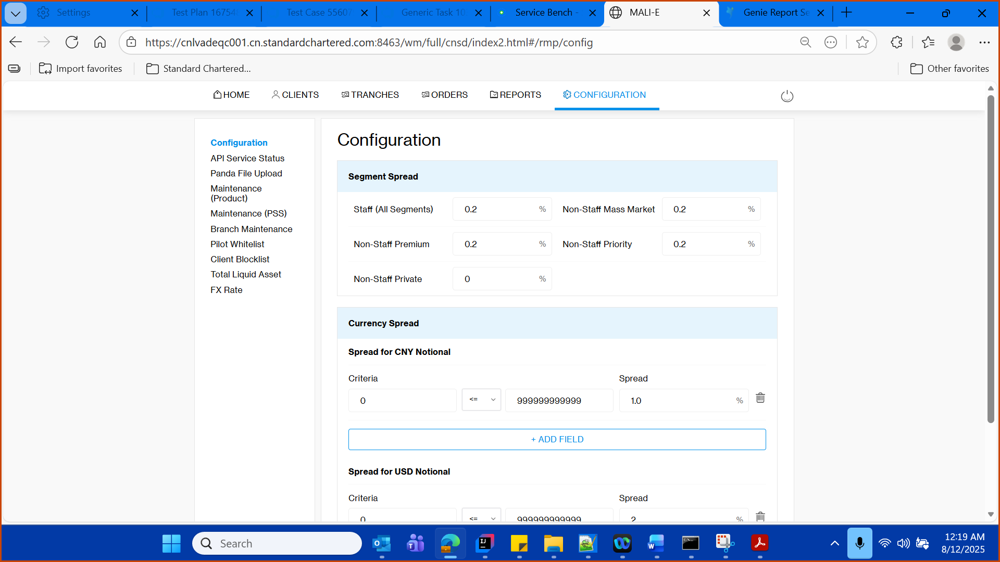 Settings
Test Plan 16754
Test Case 5560
Generic Task 10
Service Bench -
MALI-E
Genie Report Se
https://cnlvadeqc001.cn.standardchartered.com:8463/wm/full/cnsd/index2.html#/rmp/config
Import favorites
Standard Chartered...
Other favorites
HOME
CLIENTS
TRANCHES
ORDERS
REPORTS
CONFIGURATION
Configuration
API Service Status
Panda File Upload
Maintenance
(Product)
Maintenance (PSS)
Branch Maintenance
Pilot Whitelist
Client Blocklist
Total Liquid Asset
FX Rate
Configuration
Segment Spread
Staff (All Segments) 0.2 % Non-Staff Mass Market 0.2 %
Non-Staff Premium 0.2 % Non-Staff Priority 0.2 %
Non-Staff Private 0 %
Currency Spread
Spread for CNY Notional
Criteria Spread
0 <= 999999999999 1.0 %
+ ADD FIELD
Spread for USD Notional
Criteria Spread
0 <= 999999999999 2 %
Search
12:19 AM
8/12/2025